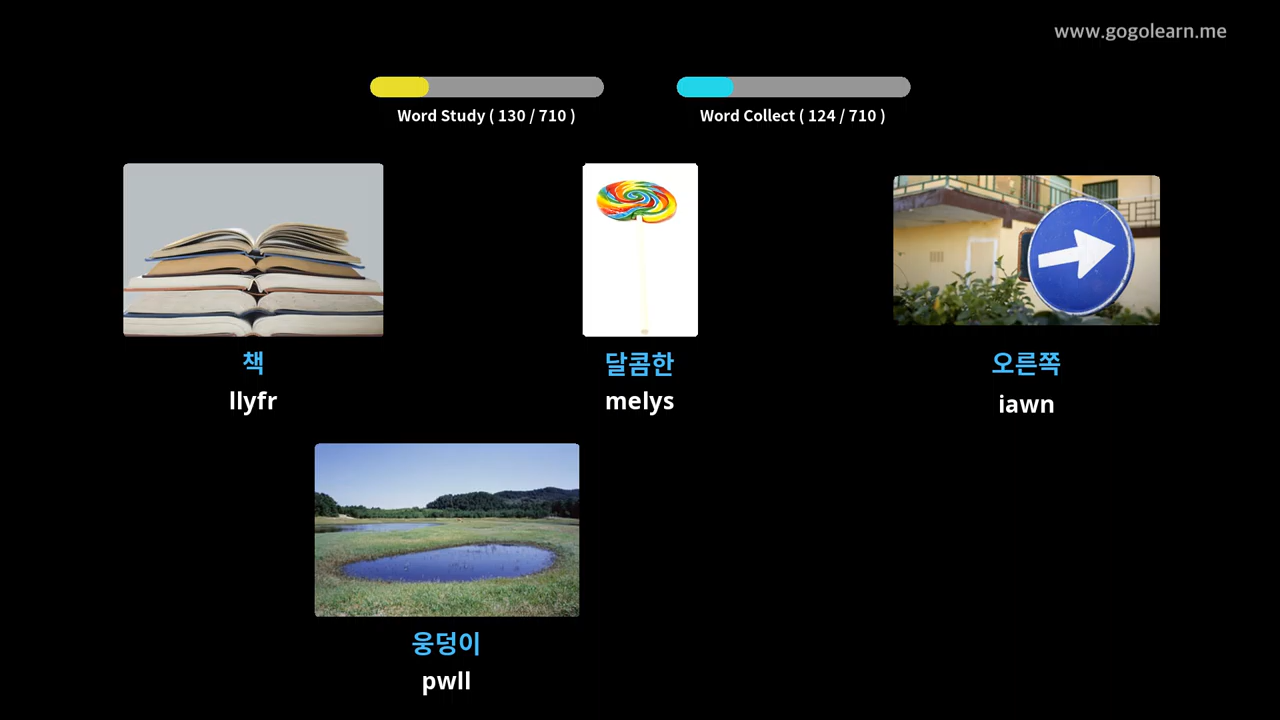 www.gogolearn.me
Word Study ( 130 / 710 )
Word Collect ( 124 / 710 )
책
llyfr
달콤한
melys
오른쪽
iawn
웅덩이
pwll